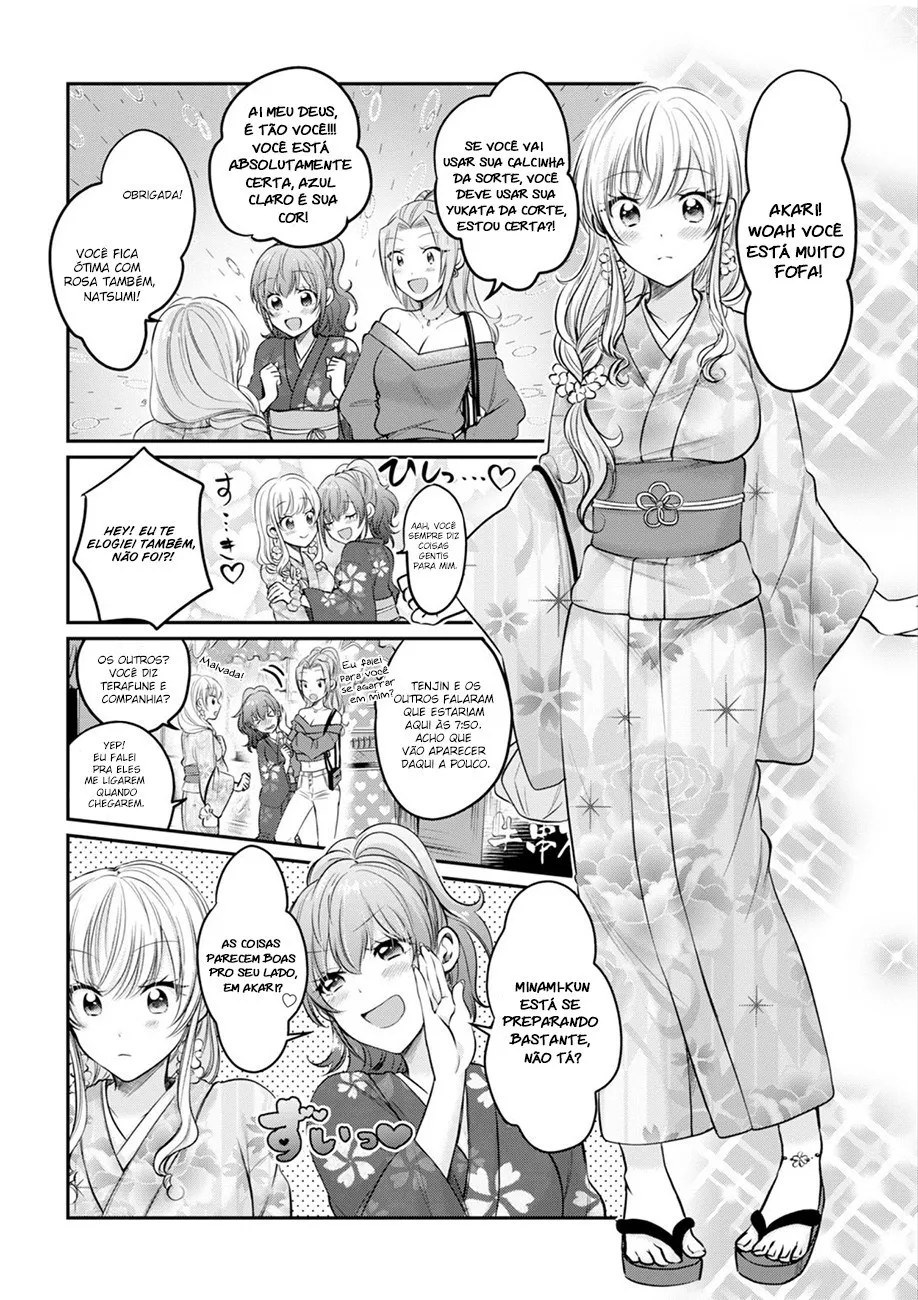 AKARI!
WOAH VOCÊ
ESTÁ MUITO
FOFA!
SE VOCÊ VAI
USAR SUA CALCINHA
DA SORTE, VOCÊ
DEVE USAR SUA
YUKATA DA CORTE,
ESTOU CERTA?!
AI MEU DEUS,
É TÃO VOCÊ!!!
VOCÊ ESTÁ
ABSOLUTAMENTE
CERTA, AZUL
CLARO É SUA
COR!
OBRIGADA!
VOCÊ FICA
ÓTIMA COM
ROSA TAMBÉM,
NATSUMI!
ひしっ...♡
AAH, VOCÊ
SEMPRE DIZ
COISAS
GENTIS
PARA MIM.
す...き♡
HEY! EU TE
ELOGIEI TAMBÉM,
NÃO FOI?!
TENJIN E OS
OUTROS FALARAM
QUE ESTARIAM
AQUI ÀS 7:50.
ACHO QUE
VÃO APARECER
DAQUI A POUCO.
Eu falei
Para você
se agarrar
em mim?
Malvada!
OS OUTROS?
VOCÊ DIZ
TERAFUNE E
COMPANHIA?
YEP!
EU FALEI
PRA ELES
ME LIGAREM
QUANDO
CHEGAREM.
牛串
MINAMI-KUN
ESTÁ SE
PREPARANDO
BASTANTE,
NÃO TÁ?
AS COISAS
PARECEM BOAS
PRO SEU LADO,
EM AKARI?
♡
ずいっ♡